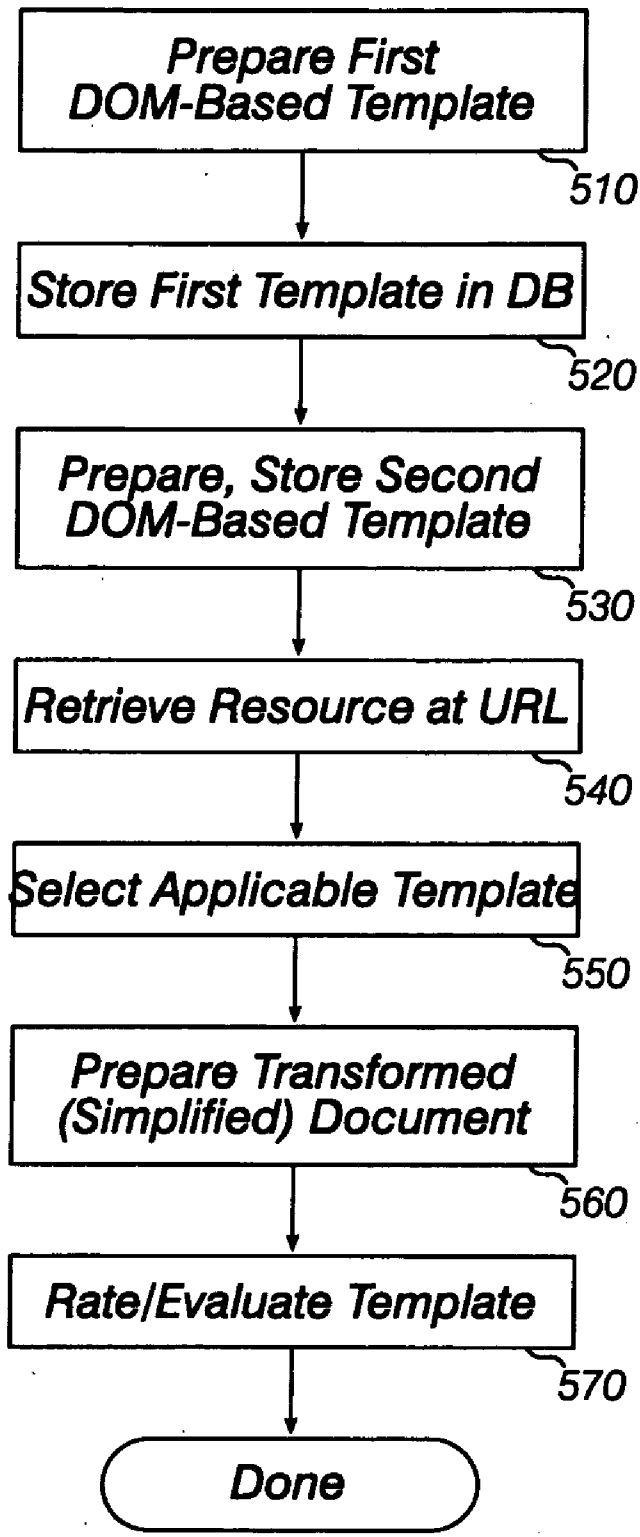 Prepare First
DOM-Based Template
510
Store First Template in DB
520
Prepare, Store Second
DOM-Based Template
530
Retrieve Resource at URL
540
Select Applicable Template
550
Prepare Transformed
(Simplified) Document
560
Rate/Evaluate Template
570
Done